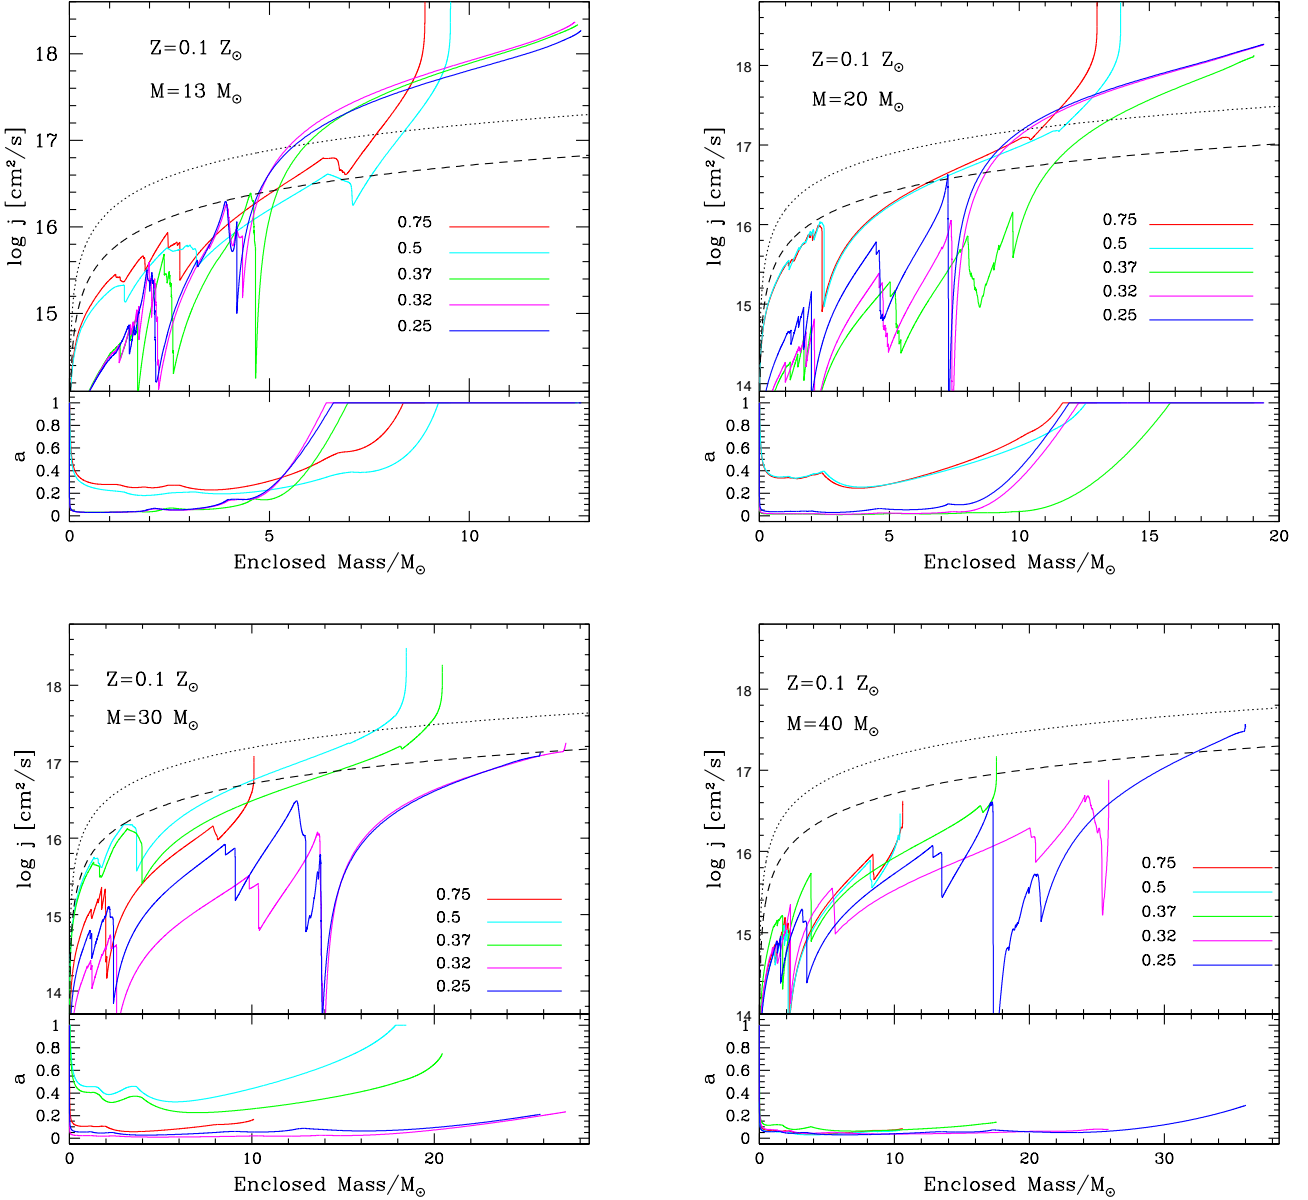 Z=0.1 Z⊙
M=13 M⊙
log j [cm²/s]
18
17
16
15
0.75
0.5
0.37
0.32
0.25
a
1
0.8
0.6
0.4
0.2
0
0 5 10
Enclosed Mass/M⊙
Z=0.1 Z⊙
M=20 M⊙
log j [cm²/s]
18
17
16
15
14
0.75
0.5
0.37
0.32
0.25
a
1
0.8
0.6
0.4
0.2
0
0 5 10 15 20
Enclosed Mass/M⊙
Z=0.1 Z⊙
M=30 M⊙
log j [cm²/s]
18
17
16
15
14
0.75
0.5
0.37
0.32
0.25
a
1
0.8
0.6
0.4
0.2
0
0 10 20
Enclosed Mass/M⊙
Z=0.1 Z⊙
M=40 M⊙
log j [cm²/s]
18
17
16
15
14
0.75
0.5
0.37
0.32
0.25
a
1
0.8
0.6
0.4
0.2
0
0 10 20 30
Enclosed Mass/M⊙